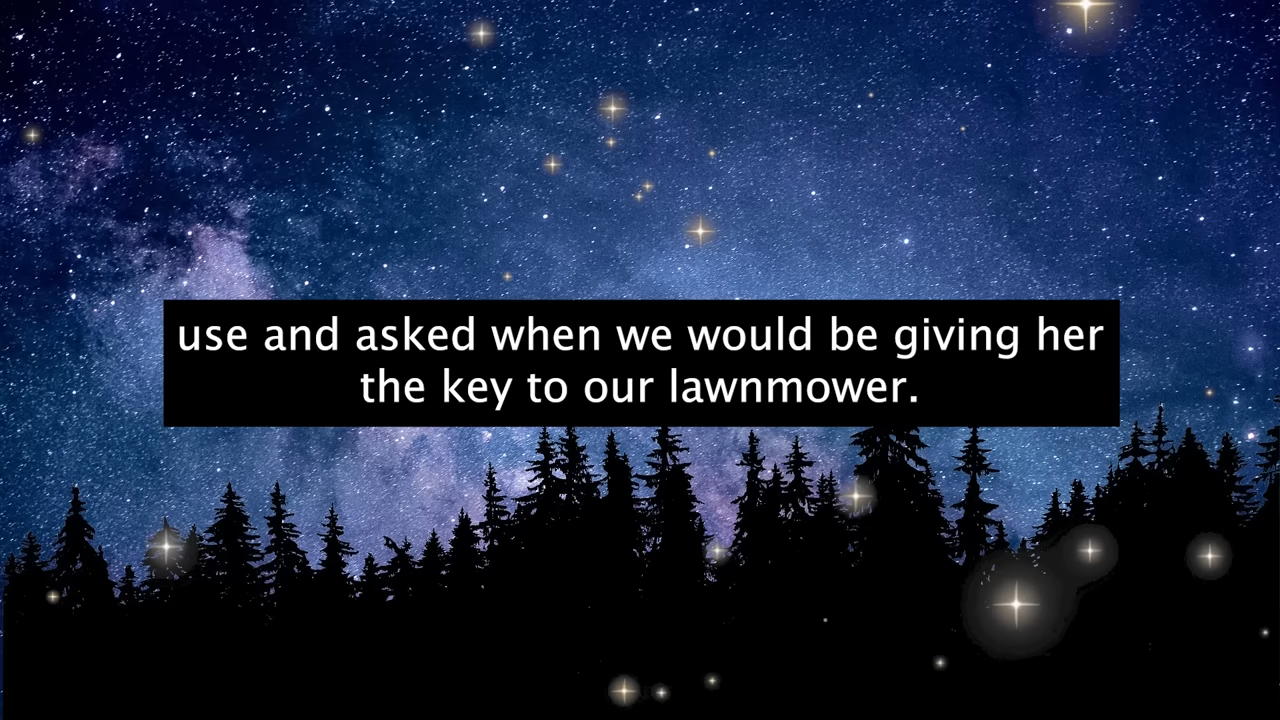 use and asked when we would be giving her
the key to our lawnmower.